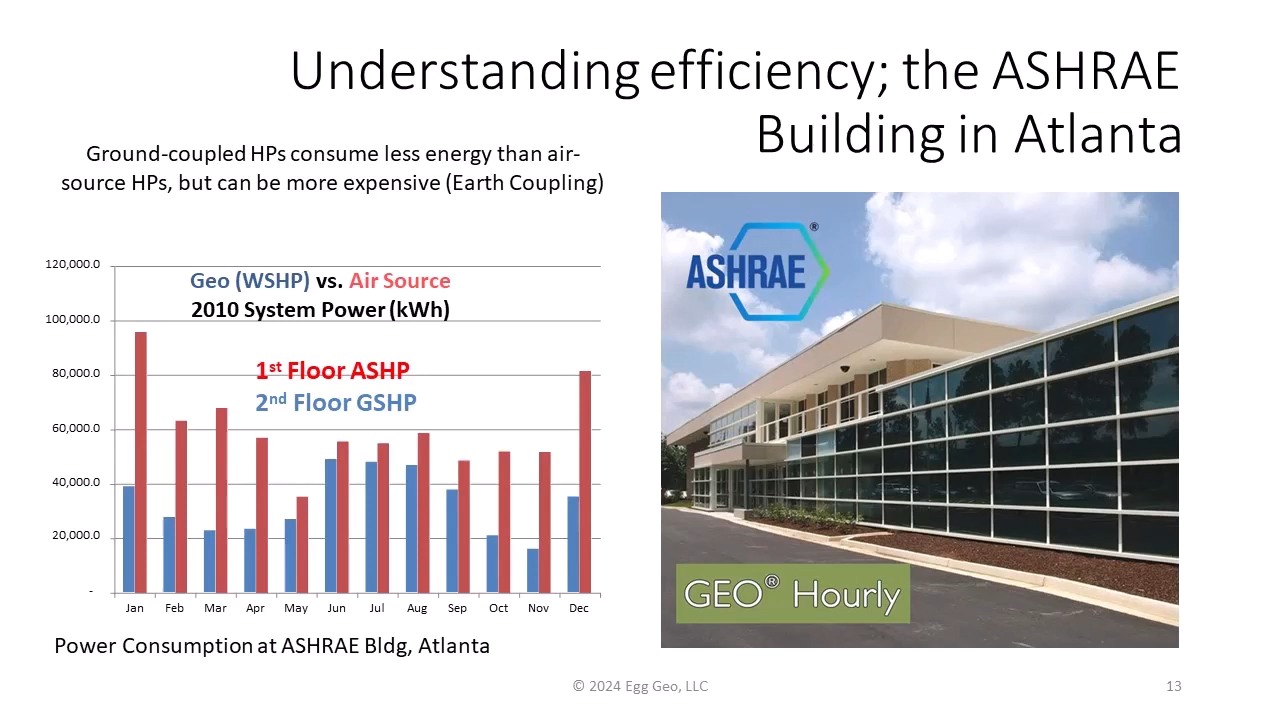 Understanding efficiency; the ASHRAE
Building in Atlanta
Ground-coupled HPs consume less energy than air-
source HPs, but can be more expensive (Earth Coupling)
Geo (WSHP) vs. Air Source
2010 System Power (kWh)
1st Floor ASHP
2nd Floor GSHP
120,000.0
100,000.0
80,000.0
60,000.0
40,000.0
20,000.0
-
Jan Feb Mar Apr May Jun Jul Aug Sep Oct Nov Dec
Power Consumption at ASHRAE Bldg, Atlanta
ASHRAE®
GEO® Hourly
© 2024 Egg Geo, LLC
13